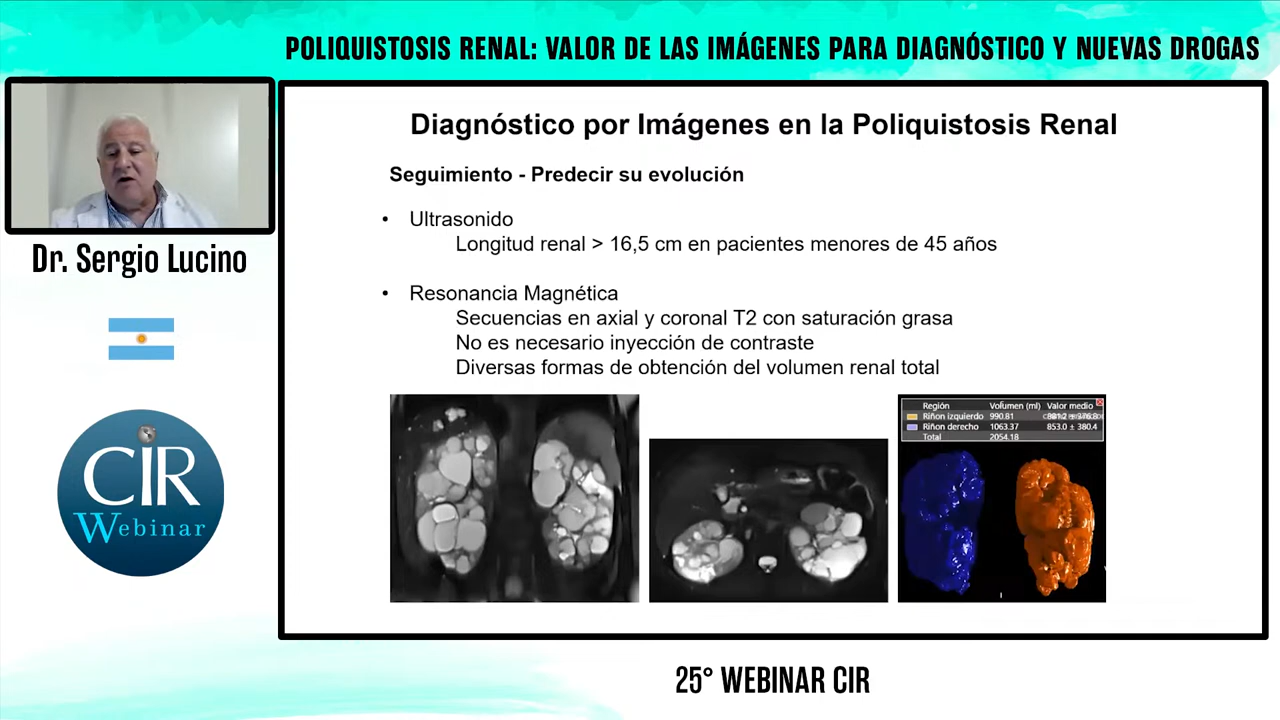 POLIQUISTOSIS RENAL: VALOR DE LAS IMÁGENES PARA DIAGNÓSTICO Y NUEVAS DROGAS
Dr. Sergio Lucino
CIR
Webinar
Diagnóstico por Imágenes en la Poliquistosis Renal
Seguimiento - Predecir su evolución
• Ultrasonido
Longitud renal > 16,5 cm en pacientes menores de 45 años
• Resonancia Magnética
Secuencias en axial y coronal T2 con saturación grasa
No es necesario inyección de contraste
Diversas formas de obtención del volumen renal total
Región Volumen (ml) Valor medio
Riñon izquierdo 990.81
Riñon derecho 1063.37 853.0 ± 380.4
Total 2054.18
25° WEBINAR CIR